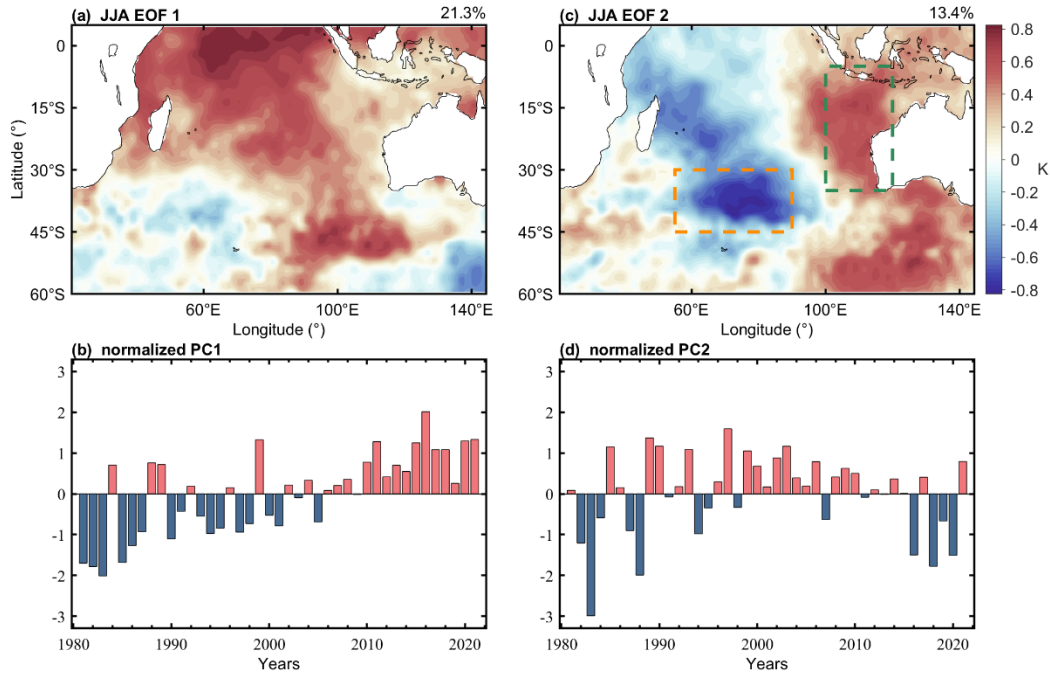 (a) JJA EOF 1 21.3%
(c) JJA EOF 2 13.4%
0
15°S
30°S
45°S
60°S
Latitude (°)
60°E 100°E 140°E
Longitude (°)
0
15°S
30°S
45°S
60°S
60°E 100°E 140°E
Longitude (°)
0.8
0.6
0.4
0.2
0
-0.2
-0.4
-0.6
-0.8
K
(b) normalized PC1
3
2
1
0
-1
-2
-3
1980 1990 2000 2010 2020
Years
(d) normalized PC2
3
2
1
0
-1
-2
-3
1980 1990 2000 2010 2020
Years